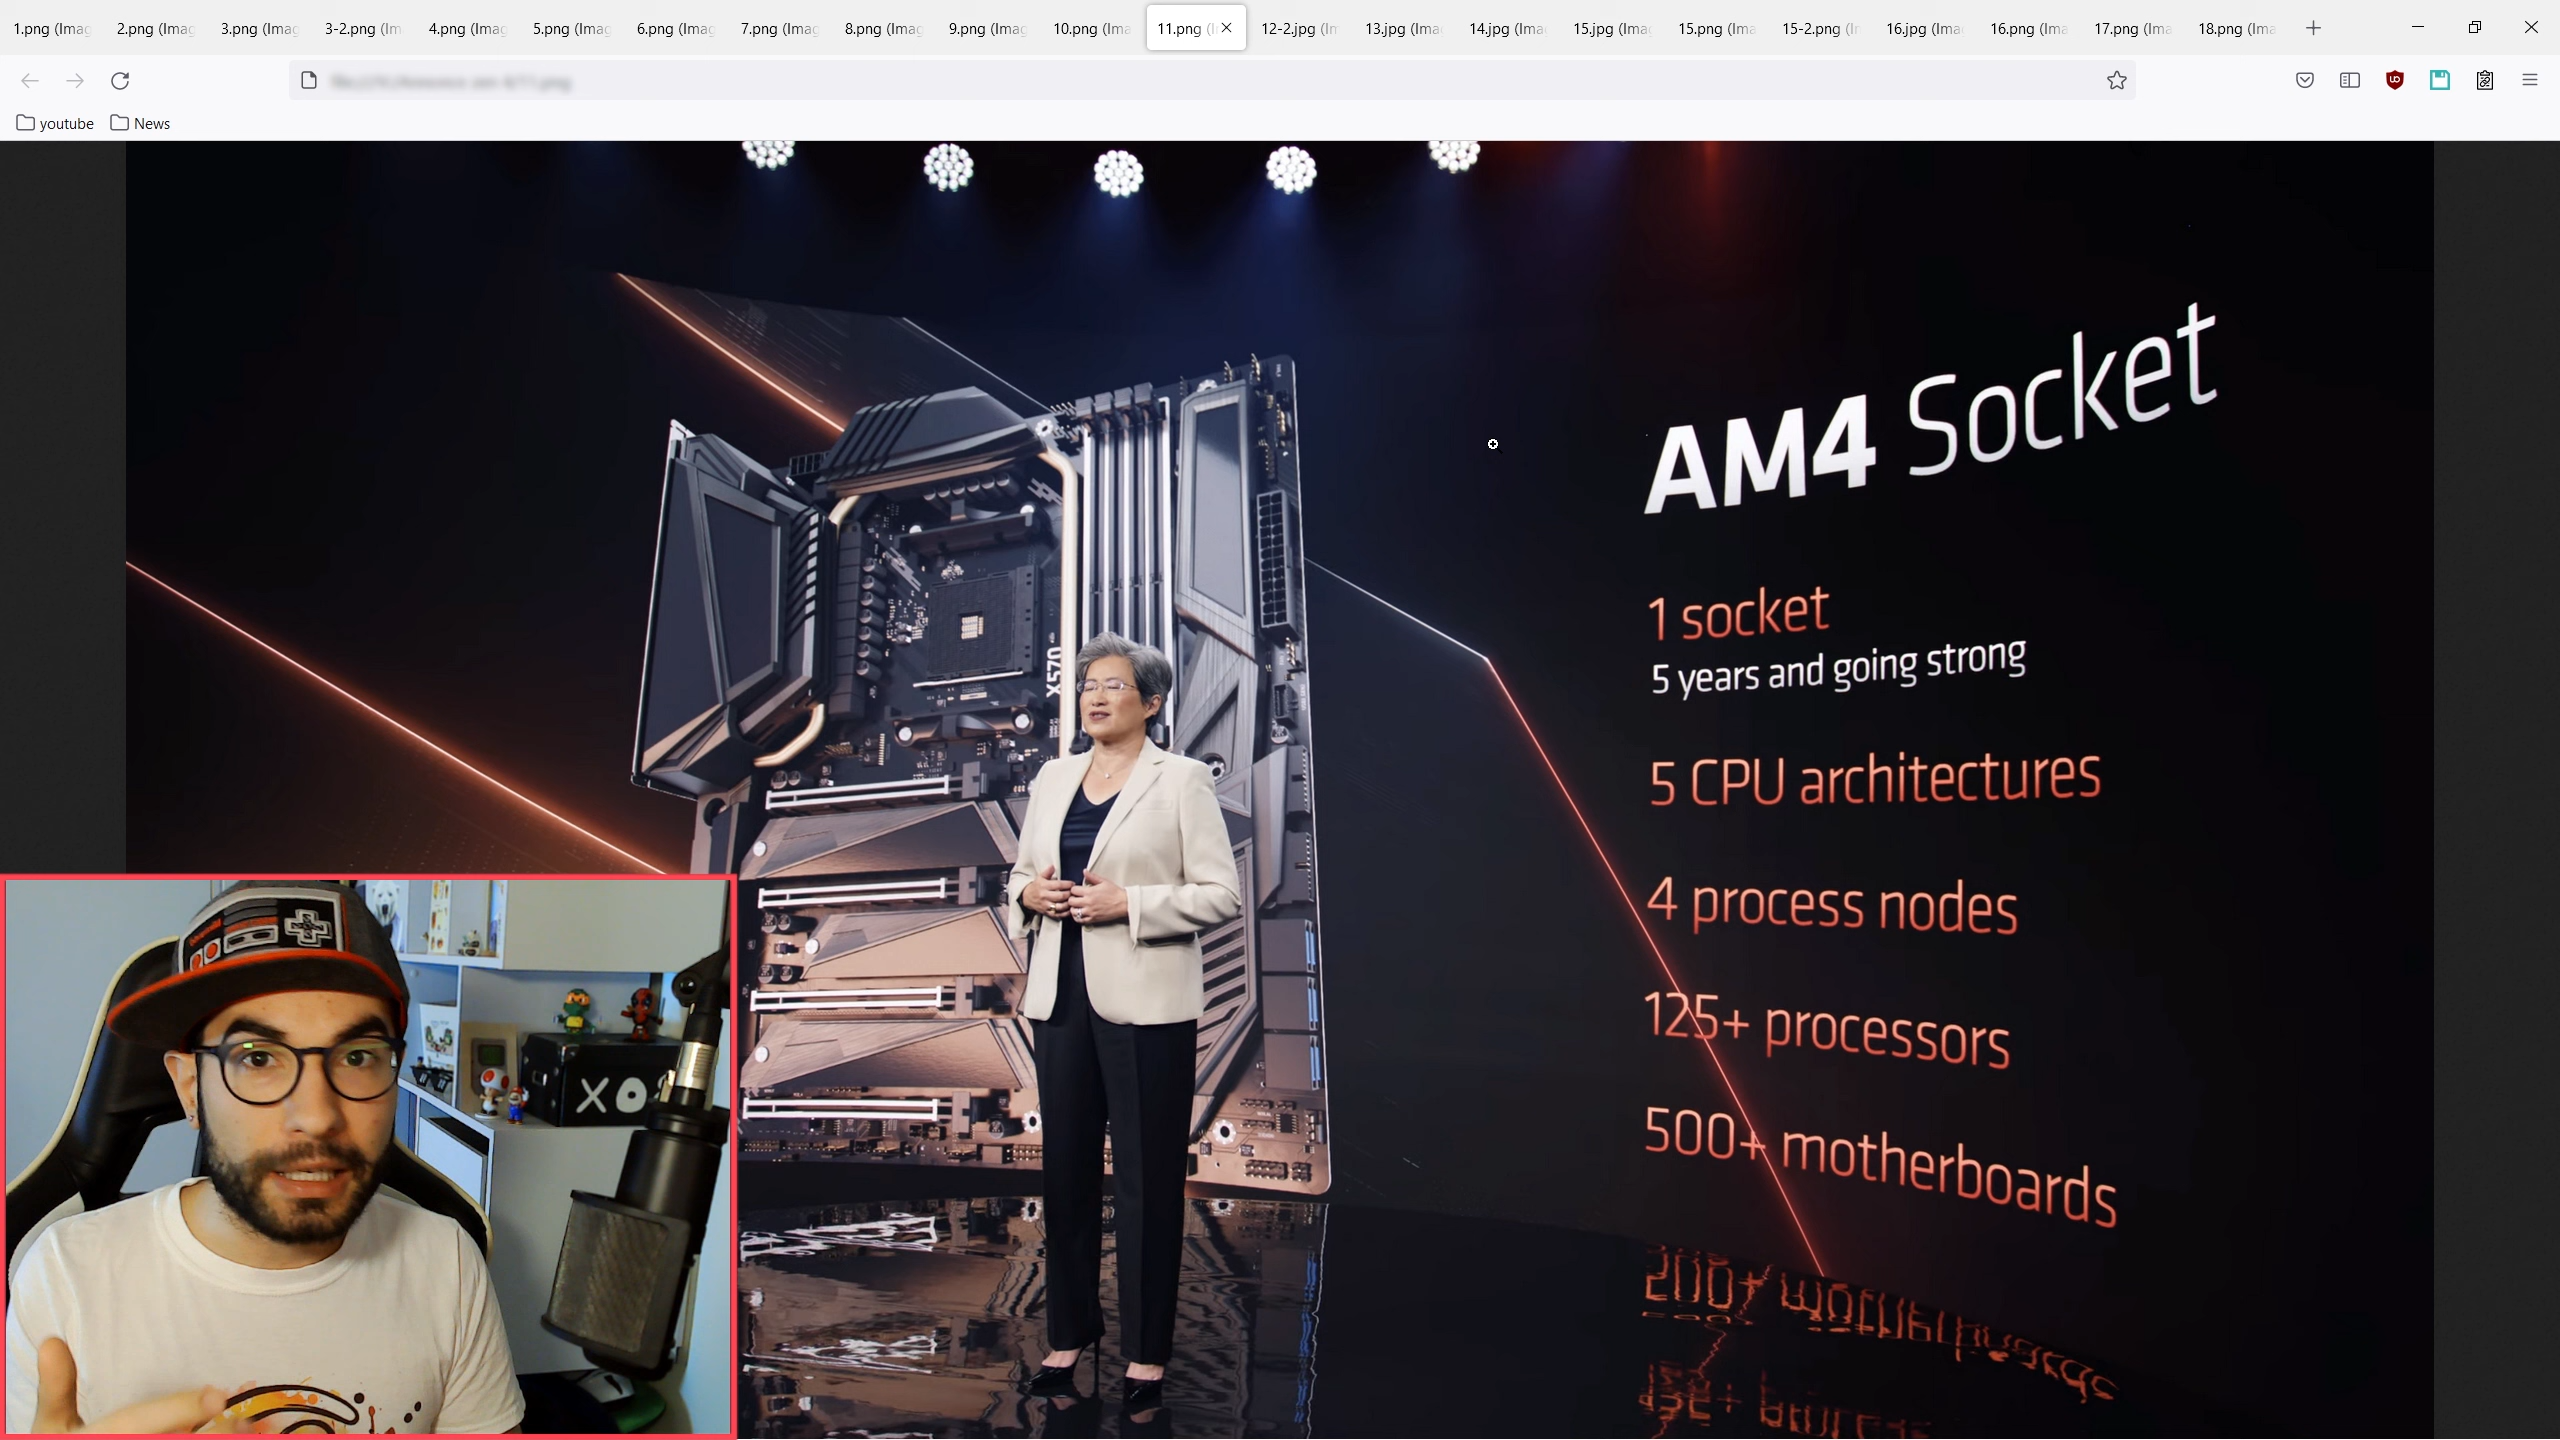 1.png (Imag
2.png (Imag
3.png (Imag
3-2.png (Im
4.png (Imag
5.png (Imag
6.png (Imag
7.png (Imag
8.png (Imag
9.png (Imag
10.png (Ima
11.png (I
12-2.jpg (Im
13.jpg (Ima
14.jpg (Ima
15.jpg (Ima
15.png (Ima
15-2.png (I
16.jpg (Ima
16.png (Ima
17.png (Ima
18.png (Ima
youtube
News
AM4 Socket
1 socket
5 years and going strong
5 CPU architectures
4 process nodes
125+ processors
500+ motherboards
X570
XO